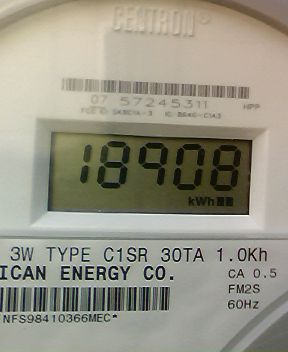 CENTRON®
07 57245311 HPP
18908
kWh
3W TYPE C1SR 30TA 1.0Kh
ICAN ENERGY CO. CA 0.5
FM2S
60Hz
NFS98410366MEC*